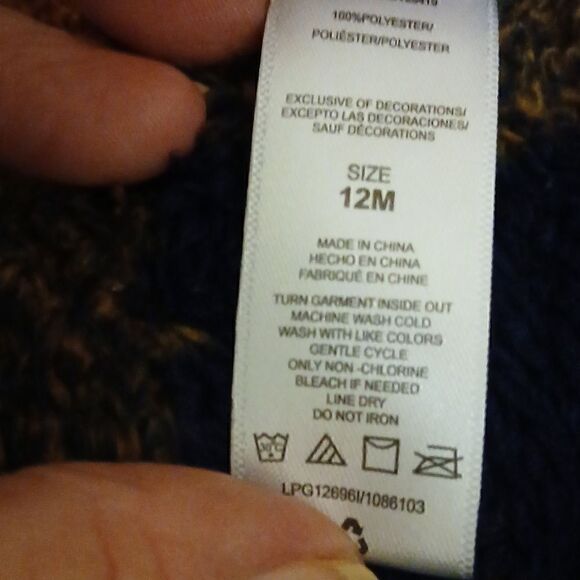 100%POLYESTER/
POLIÉSTER/POLYESTER
EXCLUSIVE OF DECORATIONS/
EXCEPTO LAS DECORACIONES/
SAUF DÉCORATIONS
SIZE
12M
MADE IN CHINA
HECHO EN CHINA
FABRIQUÉ EN CHINE
TURN GARMENT INSIDE OUT
MACHINE WASH COLD
WASH WITH LIKE COLORS
GENTLE CYCLE
ONLY NON -CHLORINE
BLEACH IF NEEDED
LINE DRY
DO NOT IRON
LPG12696I/1086103